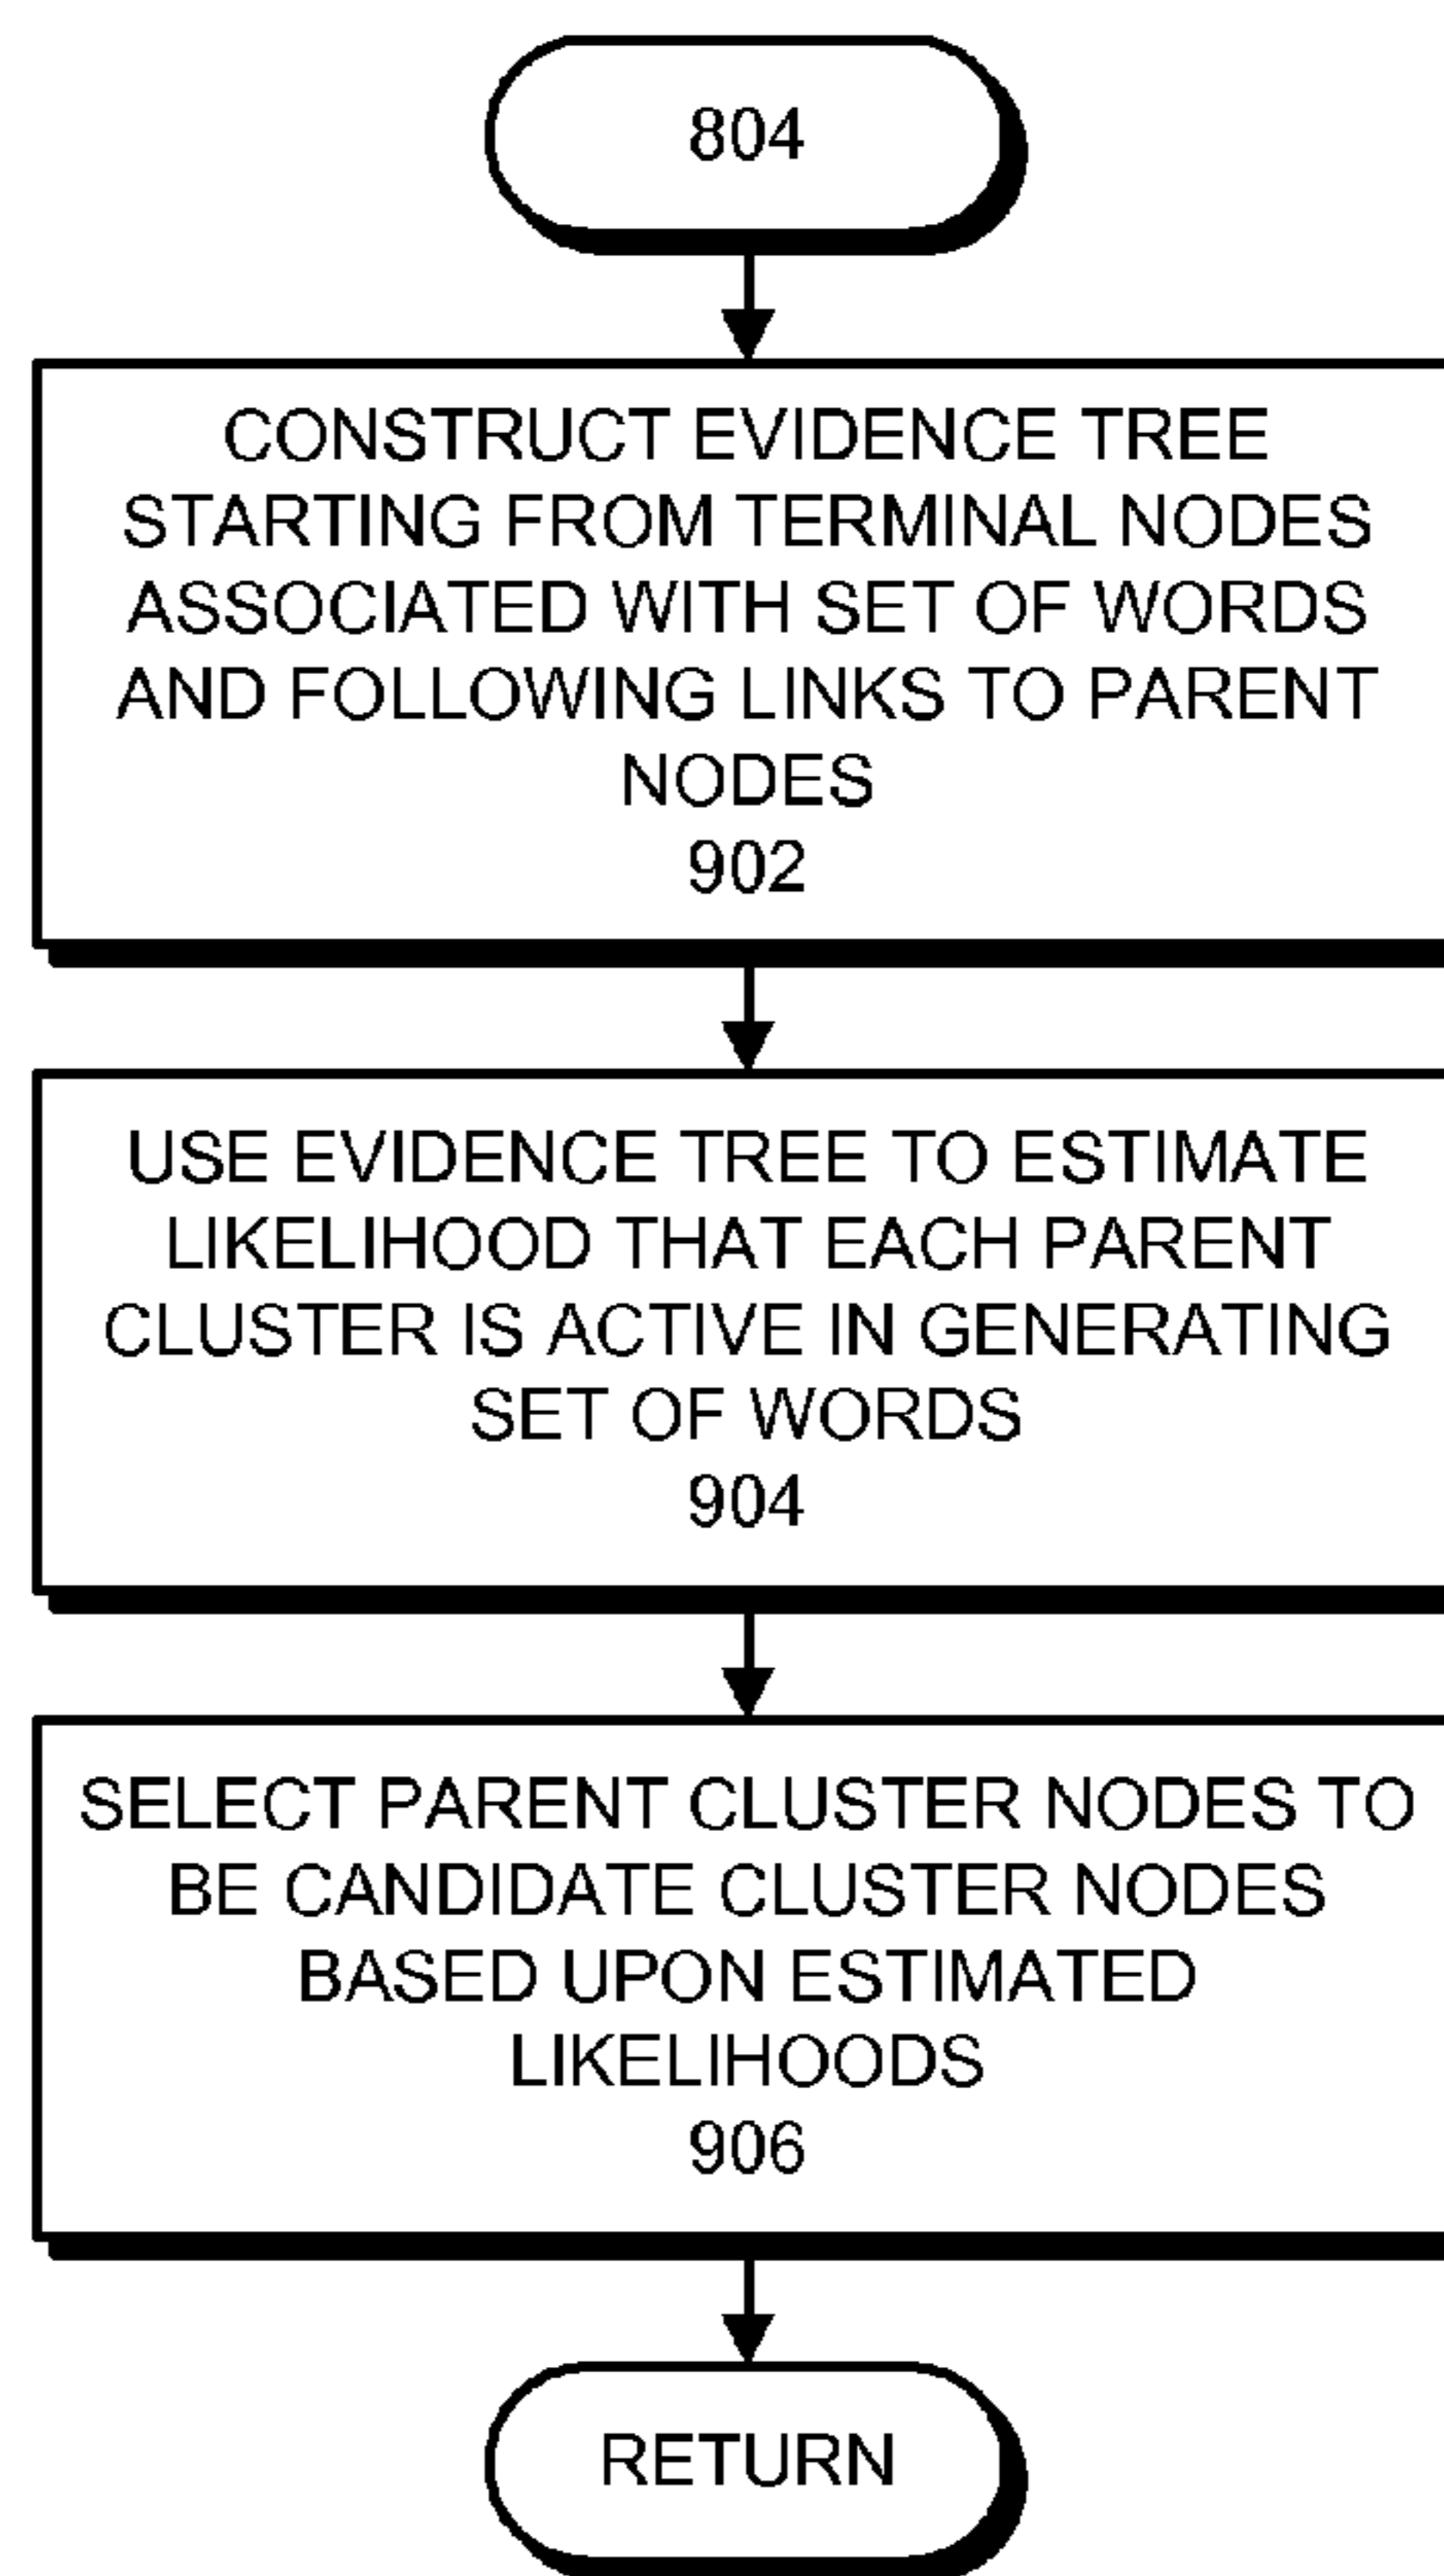 804
CONSTRUCT EVIDENCE TREE
STARTING FROM TERMINAL NODES
ASSOCIATED WITH SET OF WORDS
AND FOLLOWING LINKS TO PARENT
NODES
902
USE EVIDENCE TREE TO ESTIMATE
LIKELIHOOD THAT EACH PARENT
CLUSTER IS ACTIVE IN GENERATING
SET OF WORDS
904
SELECT PARENT CLUSTER NODES TO
BE CANDIDATE CLUSTER NODES
BASED UPON ESTIMATED
LIKELIHOODS
906
RETURN